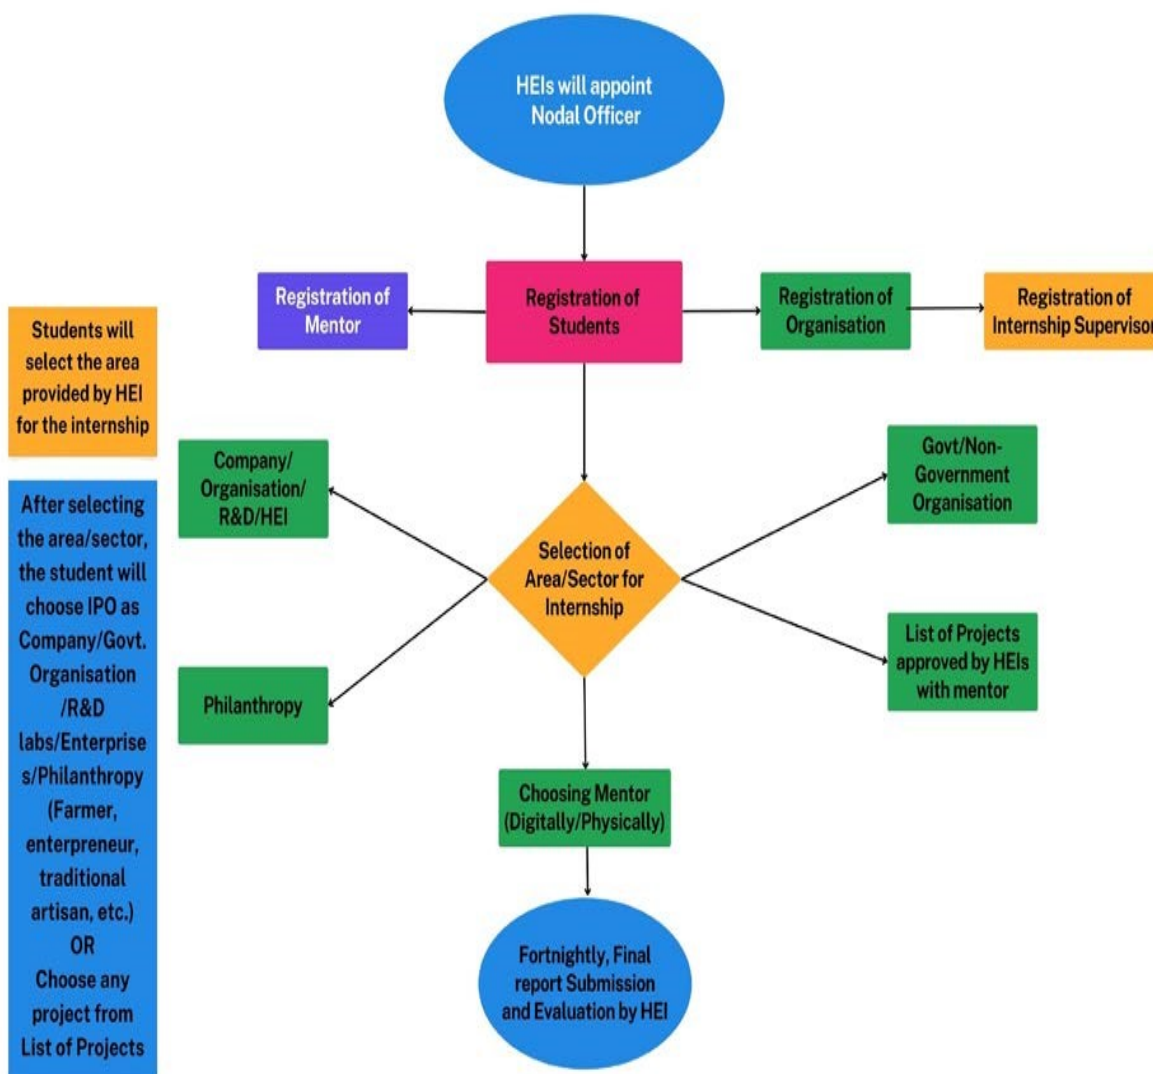 HEIs will appoint
Nodal Officer
Registration of
Mentor
Registration of
Students
Registration of
Organisation
Registration of
Internship Supervisor
Students will
select the area
provided by HEI
for the internship
Company/
Organisation/
R&D/HEI
Govt/Non-
Government
Organisation
Selection of
Area/Sector for
Internship
Philanthropy
List of Projects
approved by HEIs
with mentor
After selecting
the area/sector,
the student will
choose IPO as
Company/Govt.
Organisation
/R&D
labs/Enterprise
s/Philanthropy
(Farmer,
enterpreneur,
traditional
artisan, etc.)
OR
Choose any
project from
List of Projects
Choosing Mentor
(Digitally/Physically)
Fortnightly, Final
report Submission
and Evaluation by HEI